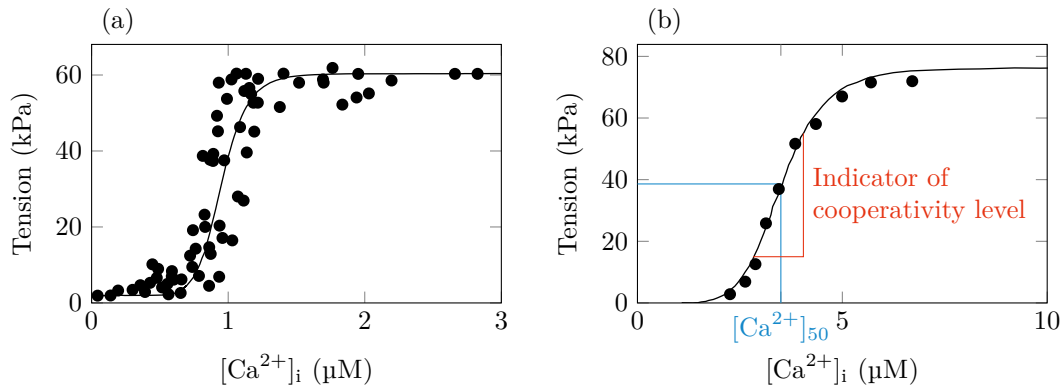 (a)
Tension (kPa)
60
40
20
0
0 1 2 3
[Ca²⁺]ᵢ (µM)
(b)
Tension (kPa)
80
60
40
20
0
0 5 10
Indicator of
cooperativity level
[Ca²⁺]₅₀
[Ca²⁺]ᵢ (µM)